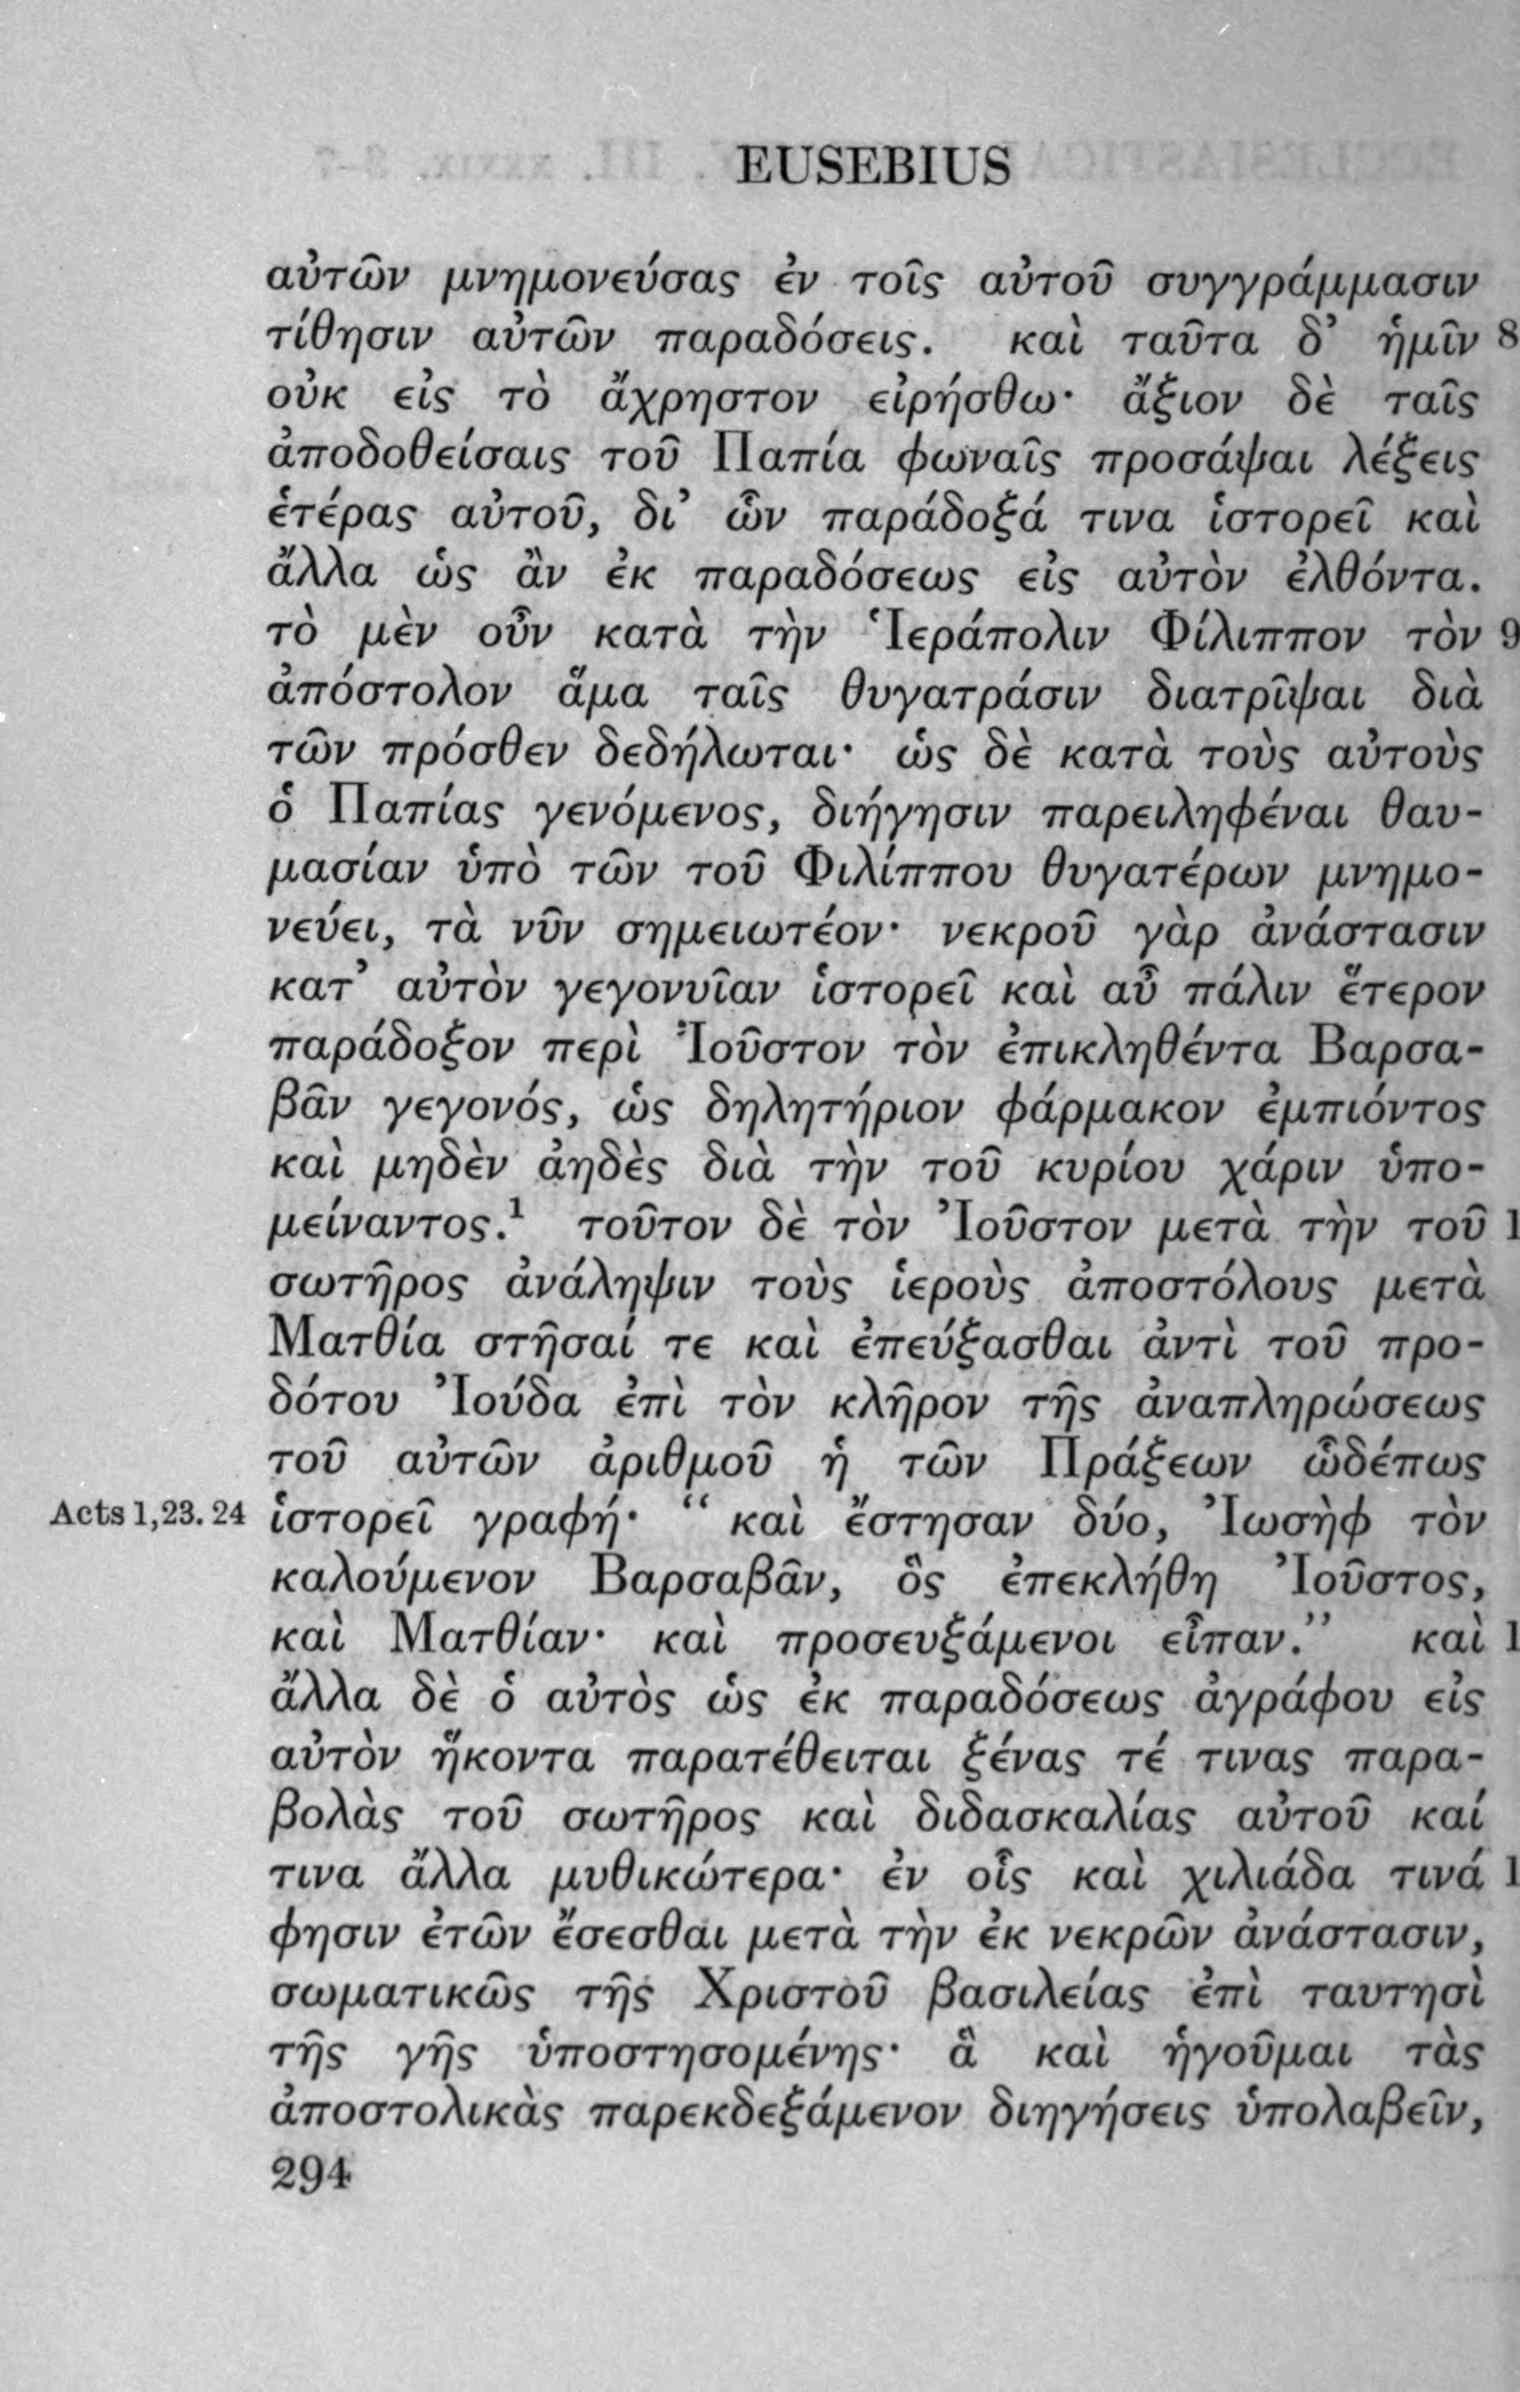 EUSEBIUS
αὐτῶν μνημονεύσας ἐν τοῖς αὐτοῦ συγγράμμασιν
τίθησιν αὐτῶν παραδόσεις. καὶ ταῦτα δ’ ἡμῖν 8
οὐκ εἰς τὸ ἄχρηστον εἰρήσθω· ἄξιον δὲ ταῖς
ἀποδοθείσαις τοῦ Παπία φωναῖς προσάψαι λέξεις
ἑτέρας αὐτοῦ, δι’ ὧν παράδοξά τινα ἱστορεῖ καὶ
ἄλλα ὡς ἂν ἐκ παραδόσεως εἰς αὐτὸν ἐλθόντα.
τὸ μὲν οὖν κατὰ τὴν Ἱεράπολιν Φίλιππον τὸν 9
ἀπόστολον ἅμα ταῖς θυγατράσιν διατρῖψαι διὰ
τῶν πρόσθεν δεδήλωται· ὡς δὲ κατὰ τοὺς αὐτοὺς
ὁ Παπίας γενόμενος, διήγησιν παρειληφέναι θαυ-
μασίαν ὑπὸ τῶν τοῦ Φιλίππου θυγατέρων μνημο-
νεύει, τὰ νῦν σημειωτέον· νεκροῦ γὰρ ἀνάστασιν
κατ’ αὐτὸν γεγονυῖαν ἱστορεῖ καὶ αὖ πάλιν ἕτερον
παράδοξον περὶ Ἰοῦστον τὸν ἐπικληθέντα Βαρσα-
βᾶν γεγονός, ὡς δηλητήριον φάρμακον ἐμπιόντος
καὶ μηδὲν ἀηδὲς διὰ τὴν τοῦ κυρίου χάριν ὑπο-
μείναντος.¹ τοῦτον δὲ τὸν Ἰοῦστον μετὰ τὴν τοῦ 1
σωτῆρος ἀνάληψιν τοὺς ἱεροὺς ἀποστόλους μετὰ
Ματθία στῆσαί τε καὶ ἐπεύξασθαι ἀντὶ τοῦ προ-
δότου Ἰούδα ἐπὶ τὸν κλῆρον τῆς ἀναπληρώσεως
τοῦ αὐτῶν ἀριθμοῦ ἡ τῶν Πράξεων ὧδέπως
Acts 1,23. 24 ἱστορεῖ γραφή· “ καὶ ἔστησαν δύο, Ἰωσὴφ τὸν
καλούμενον Βαρσαβᾶν, ὃς ἐπεκλήθη Ἰοῦστος,
καὶ Ματθίαν· καὶ προσευξάμενοι εἶπαν.” καὶ 1
ἄλλα δὲ ὁ αὐτὸς ὡς ἐκ παραδόσεως ἀγράφου εἰς
αὐτὸν ἥκοντα παρατέθειται ξένας τέ τινας παρα-
βολὰς τοῦ σωτῆρος καὶ διδασκαλίας αὐτοῦ καί
τινα ἄλλα μυθικώτερα· ἐν οἷς καὶ χιλιάδα τινά 1
φησιν ἐτῶν ἔσεσθαι μετὰ τὴν ἐκ νεκρῶν ἀνάστασιν,
σωματικῶς τῆς Χριστοῦ βασιλείας ἐπὶ ταυτησὶ
τῆς γῆς ὑποστησομένης· ἃ καὶ ἡγοῦμαι τὰς
ἀποστολικὰς παρεκδεξάμενον διηγήσεις ὑπολαβεῖν,
294